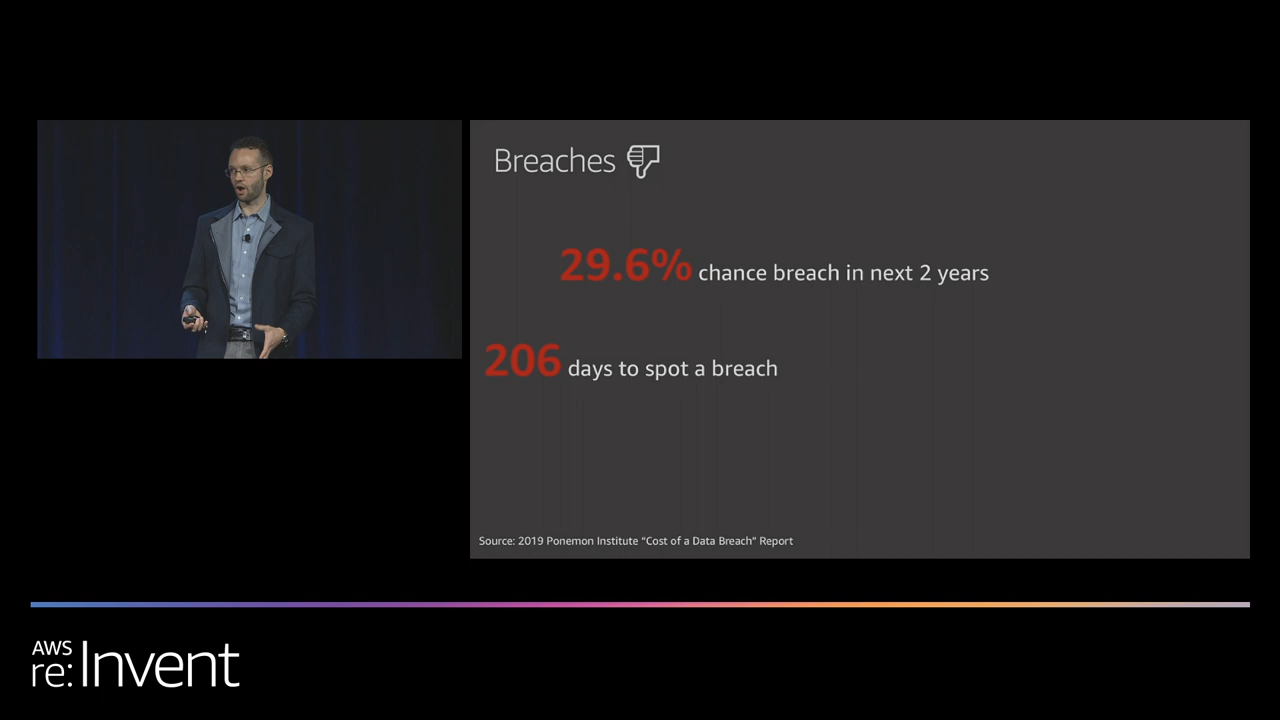 Breaches
29.6% chance breach in next 2 years
206 days to spot a breach
Source: 2019 Ponemon Institute “Cost of a Data Breach” Report
AWS
re:Invent